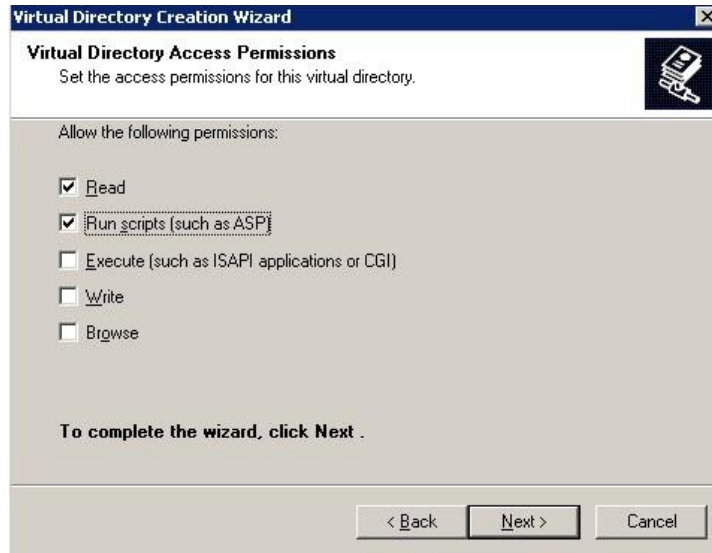 Virtual Directory Creation Wizard
Virtual Directory Access Permissions
Set the access permissions for this virtual directory.
Allow the following permissions:
Read
Run scripts (such as ASP)
Execute (such as ISAPI applications or CGI)
Write
Browse
To complete the wizard, click Next .
< Back
Next >
Cancel